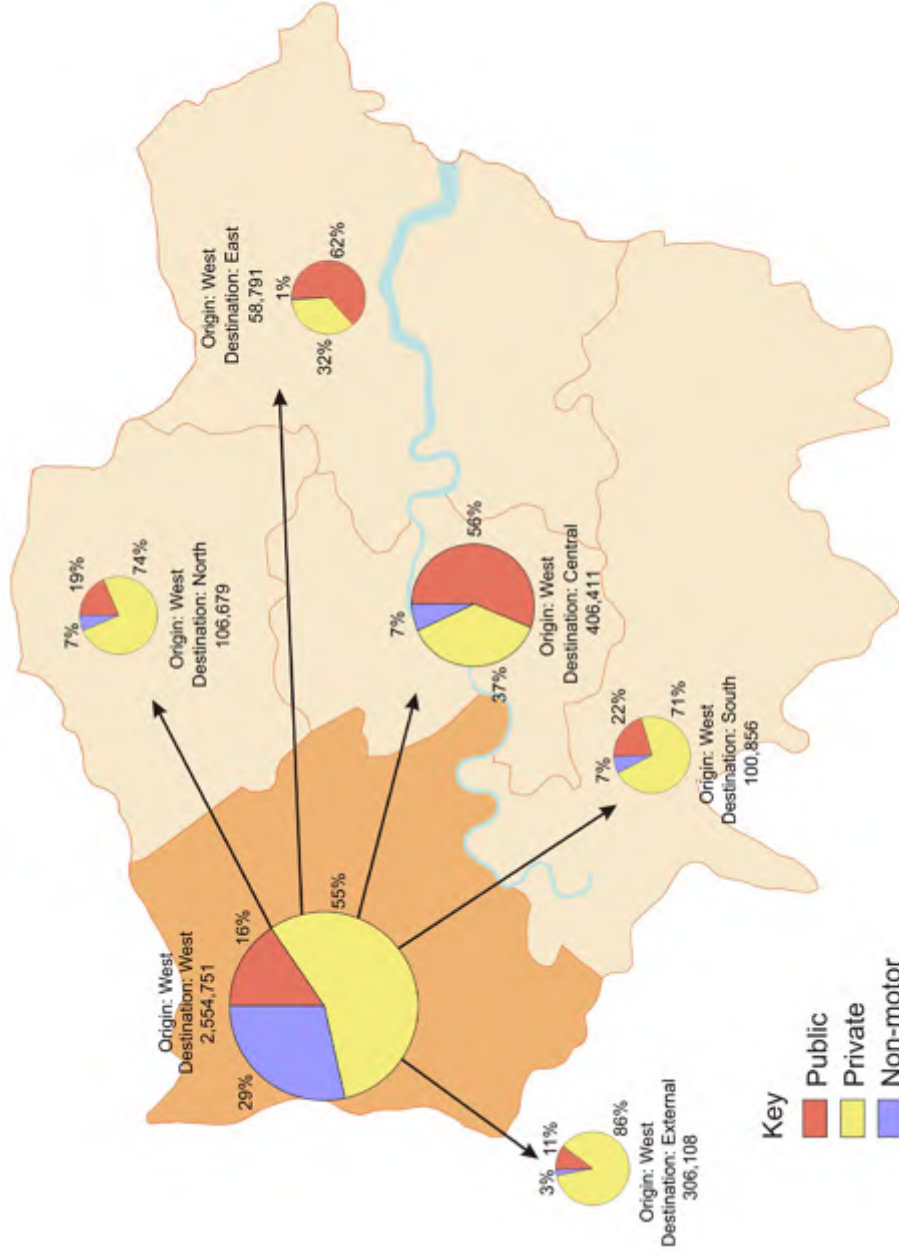 Origin: West
Destination: West
2,554,751
29%
16%
55%
Origin: West
Destination: North
106,679
7%
19%
74%
Origin: West
Destination: East
58,791
1%
32%
62%
7%
56%
37%
Origin: West
Destination: Central
406,411
7%
22%
71%
Origin: West
Destination: South
100,856
3%
11%
86%
Origin: West
Destination: External
306,108
Key
Public
Private
Non-motor